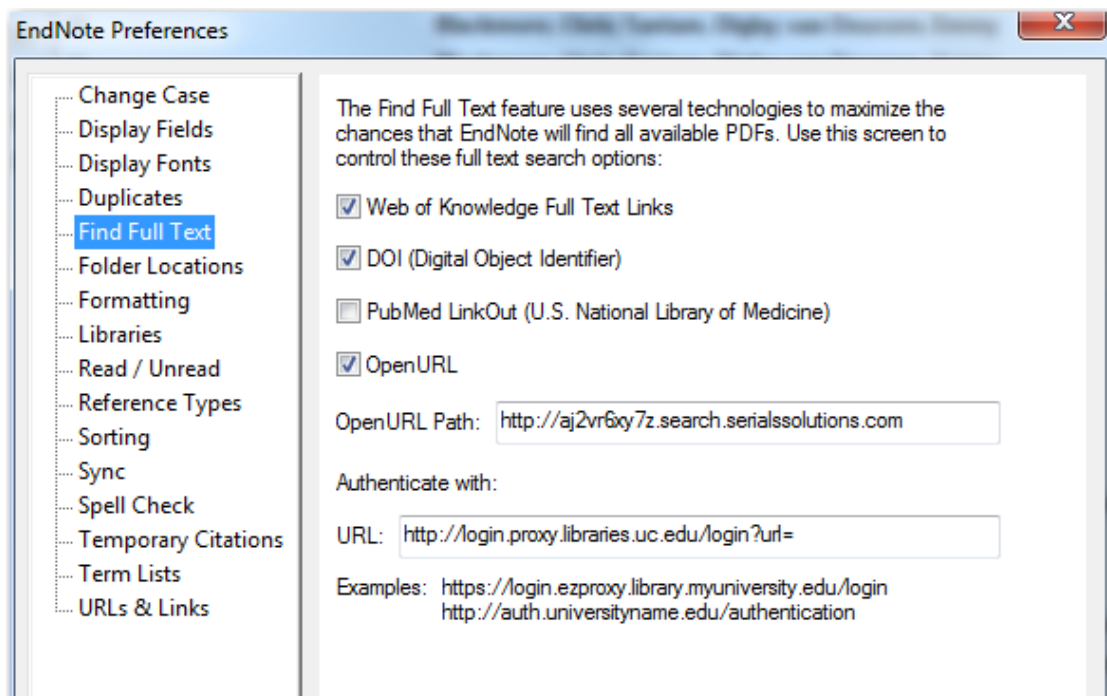 EndNote Preferences
Change Case
Display Fields
Display Fonts
Duplicates
Find Full Text
Folder Locations
Formatting
Libraries
Read / Unread
Reference Types
Sorting
Sync
Spell Check
Temporary Citations
Term Lists
URLs & Links
The Find Full Text feature uses several technologies to maximize the
chances that EndNote will find all available PDFs. Use this screen to
control these full text search options:
Web of Knowledge Full Text Links
DOI (Digital Object Identifier)
PubMed LinkOut (U.S. National Library of Medicine)
OpenURL
OpenURL Path: http://aj2vr6xy7z.search.serialssolutions.com
Authenticate with:
URL: http://login.proxy.libraries.uc.edu/login?url=
Examples: https://login.ezproxy.library.myuniversity.edu/login
http://auth.universityname.edu/authentication